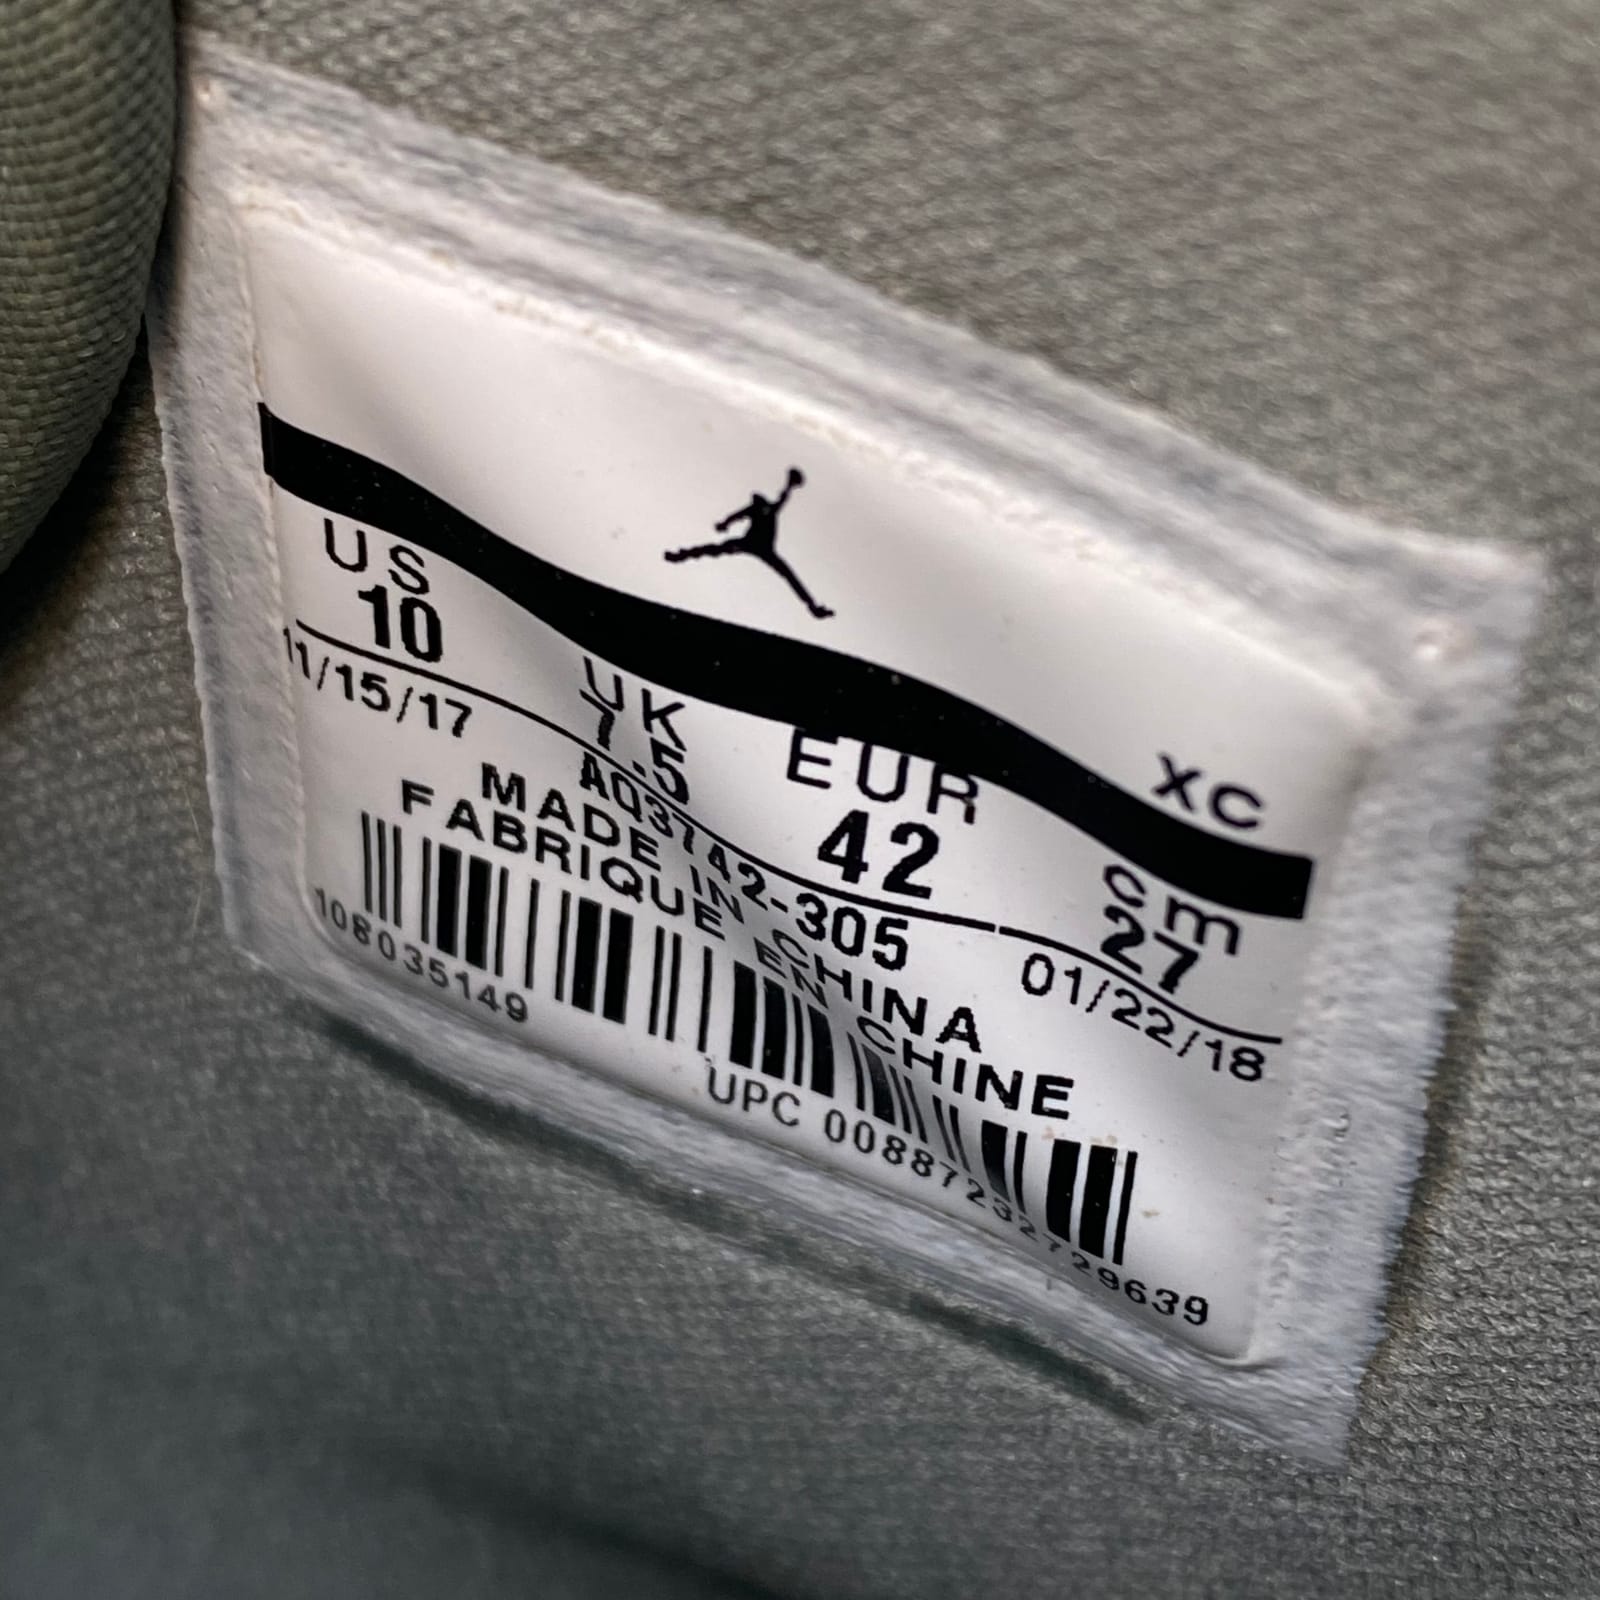 XC
US UK EUR cm
10 7.5 42 27
11/15/17 AQ3742-305 01/22/18
MADE IN CHINA
FABRIQUE EN CHINE
108035149
UPC 00887232729639